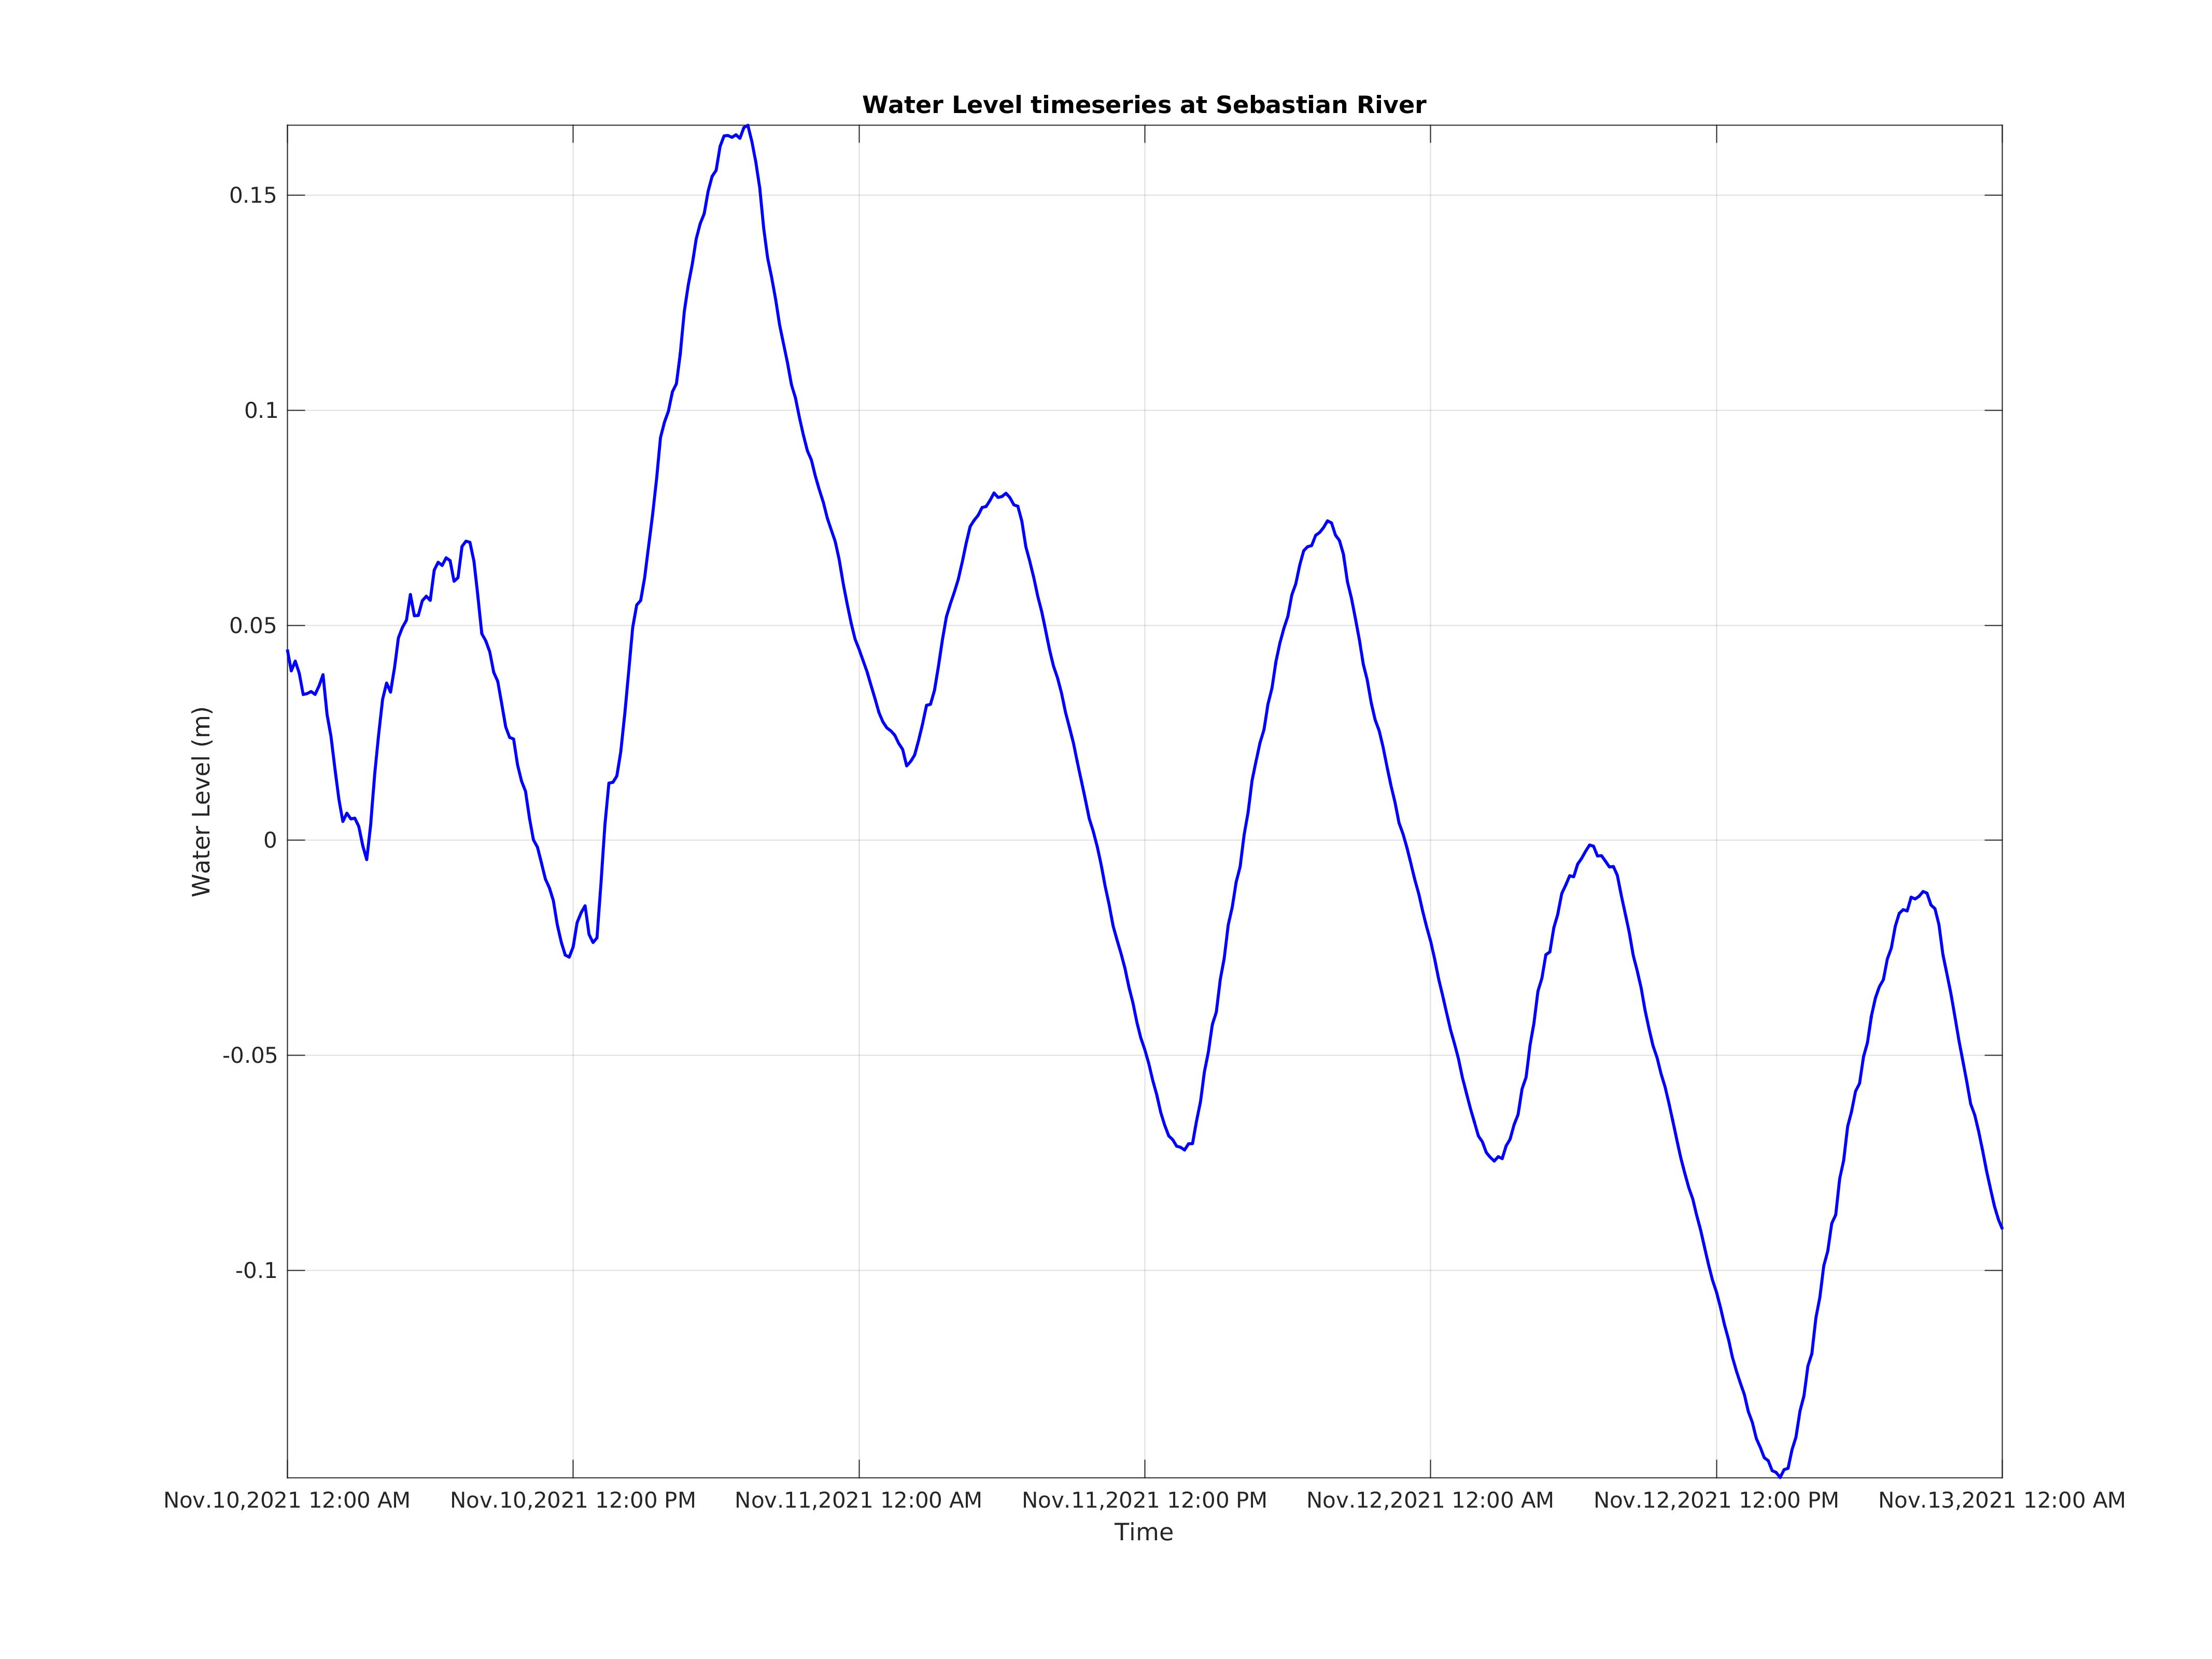 Water Level timeseries at Sebastian River
0.15
0.1
0.05
0
-0.05
-0.1
Water Level (m)
Nov.10,2021 12:00 AM Nov.10,2021 12:00 PM Nov.11,2021 12:00 AM Nov.11,2021 12:00 PM Nov.12,2021 12:00 AM Nov.12,2021 12:00 PM Nov.13,2021 12:00 AM
Time